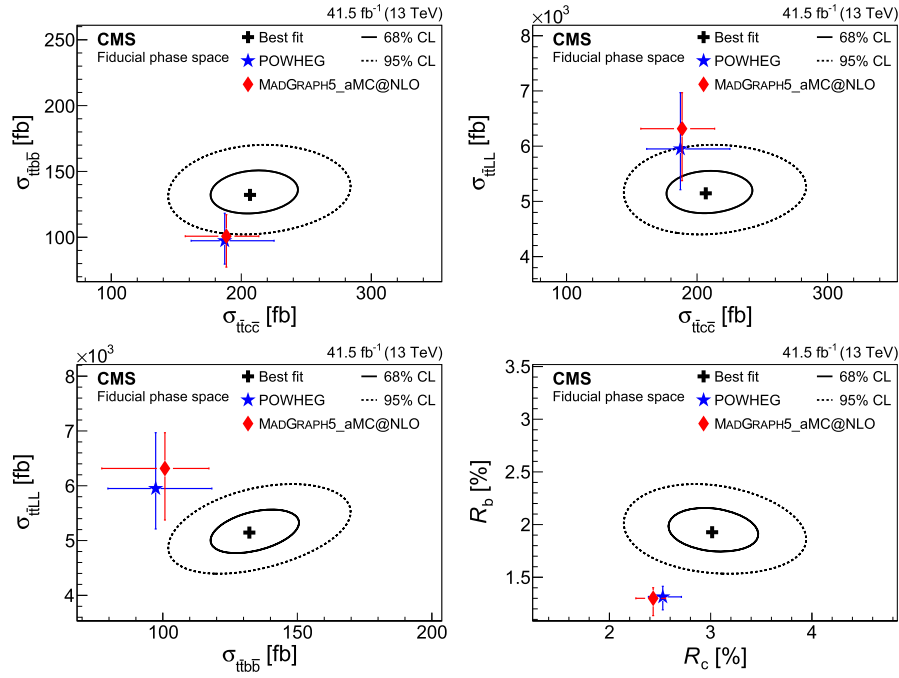 41.5 fb⁻¹ (13 TeV)
CMS
Fiducial phase space
Best fit
68% CL
POWHEG
95% CL
MADGRAPH5_aMC@NLO
250
200
150
100
σ_tt̄bb̄ [fb]
100 200 300
σ_tt̄cc̄ [fb]
×10³
41.5 fb⁻¹ (13 TeV)
CMS
Fiducial phase space
Best fit
68% CL
POWHEG
95% CL
MADGRAPH5_aMC@NLO
8
6
4
σ_tt̄LL [fb]
100 200 300
σ_tt̄cc̄ [fb]
×10³
41.5 fb⁻¹ (13 TeV)
CMS
Fiducial phase space
Best fit
68% CL
POWHEG
95% CL
MADGRAPH5_aMC@NLO
8
6
4
σ_tt̄LL [fb]
100 150 200
σ_tt̄bb̄ [fb]
41.5 fb⁻¹ (13 TeV)
CMS
Fiducial phase space
Best fit
68% CL
POWHEG
95% CL
MADGRAPH5_aMC@NLO
3.5
2.5
1.5
R_b [%]
2 3 4
R_c [%]